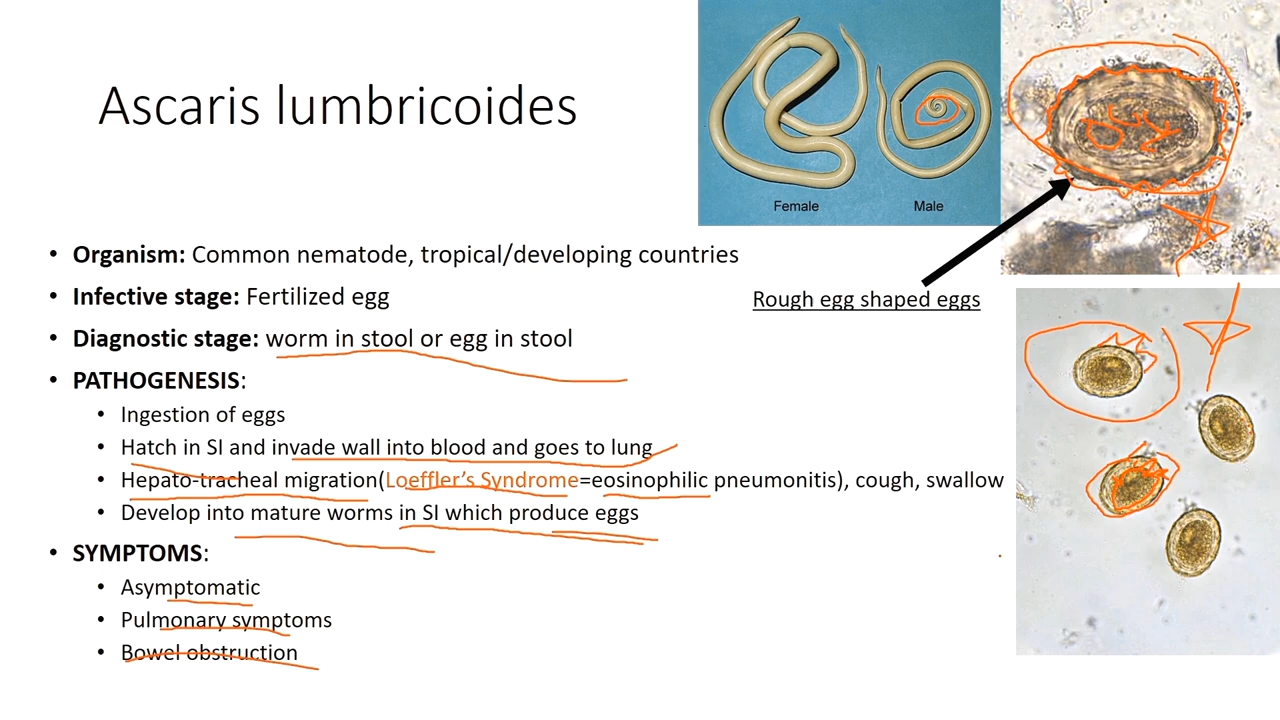 Ascaris lumbricoides
Female
Male
• Organism: Common nematode, tropical/developing countries
• Infective stage: Fertilized egg
Rough egg shaped eggs
• Diagnostic stage: worm in stool or egg in stool
• PATHOGENESIS:
• Ingestion of eggs
• Hatch in SI and invade wall into blood and goes to lung
• Hepato-tracheal migration(Loeffler's Syndrome=eosinophilic pneumonitis), cough, swallow
• Develop into mature worms in SI which produce eggs
• SYMPTOMS:
• Asymptomatic
• Pulmonary symptoms
• Bowel obstruction